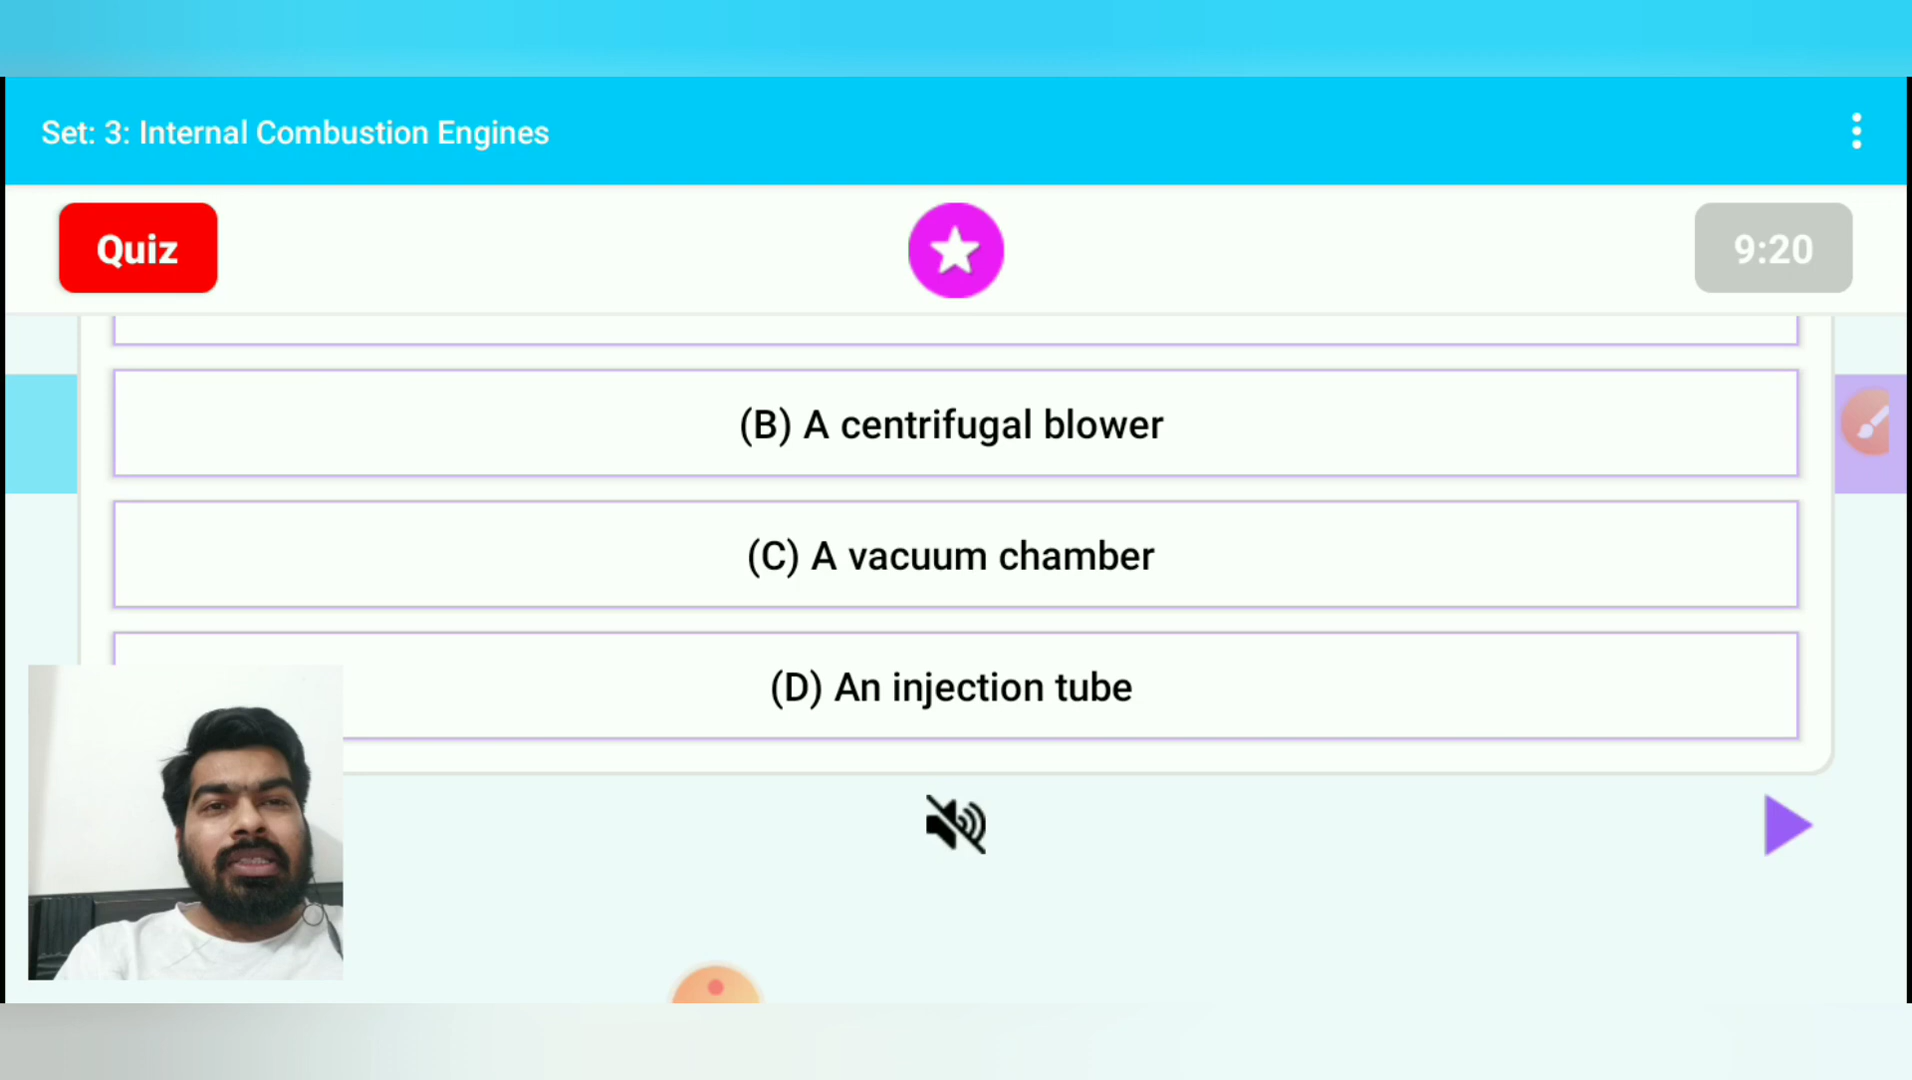 Set: 3: Internal Combustion Engines
Quiz
9:20
(B) A centrifugal blower
(C) A vacuum chamber
(D) An injection tube